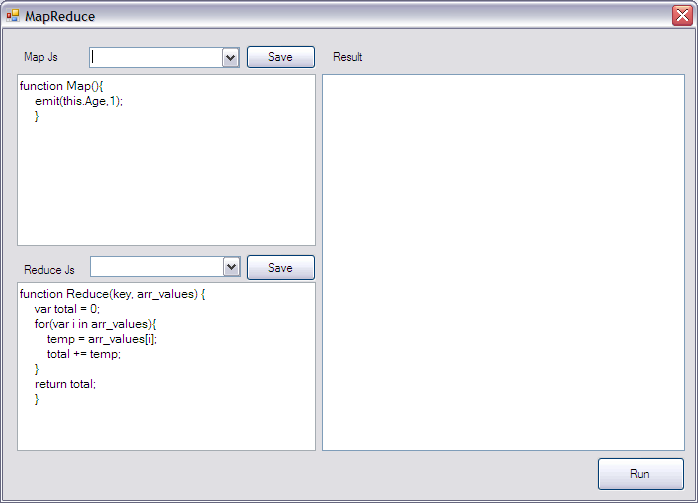 MapReduce
Map Js
Save
Result
function Map(){
emit(this.Age,1);
}
Reduce Js
Save
function Reduce(key, arr_values) {
var total = 0;
for(var i in arr_values){
temp = arr_values[i];
total += temp;
}
return total;
}
Run